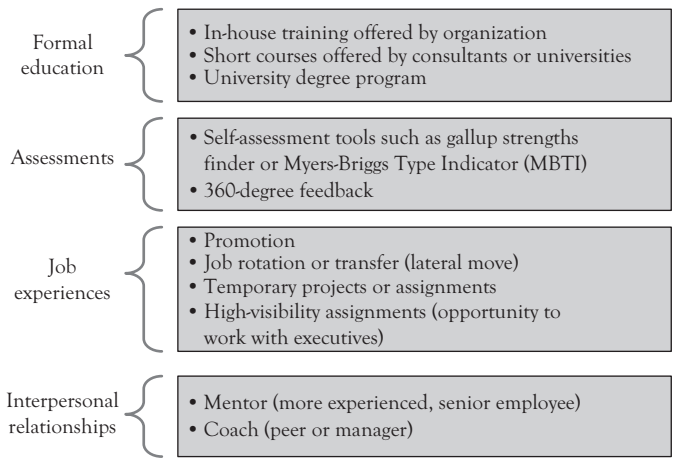 Formal
education
• In-house training offered by organization
• Short courses offered by consultants or universities
• University degree program
Assessments
• Self-assessment tools such as gallup strengths
finder or Myers-Briggs Type Indicator (MBTI)
• 360-degree feedback
Job
experiences
• Promotion
• Job rotation or transfer (lateral move)
• Temporary projects or assignments
• High-visibility assignments (opportunity to
work with executives)
Interpersonal
relationships
• Mentor (more experienced, senior employee)
• Coach (peer or manager)